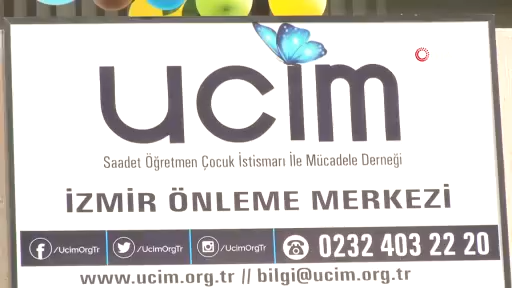 ucim
Saadet Öğretmen Çocuk İstismarı İle Mücadele Derneği
İZMİR ÖNLEME MERKEZİ
/UcimOrgTr /UcimOrgTr /UcimOrgTr 0232 403 22 20
www.ucim.org.tr // bilgi@ucim.org.tr